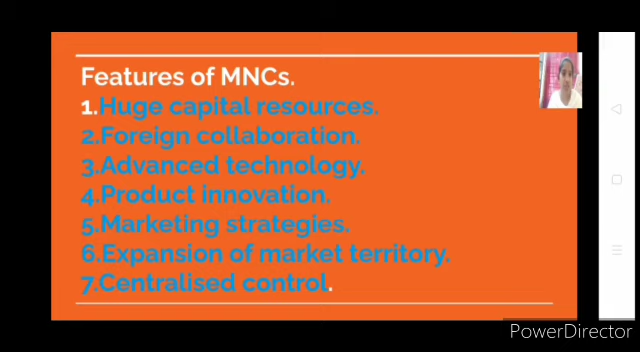 Features of MNCs.
1.Huge capital resources.
2.Foreign collaboration.
3.Advanced technology.
4.Product innovation.
5.Marketing strategies.
6.Expansion of market territory.
7.Centralised control.
PowerDirector